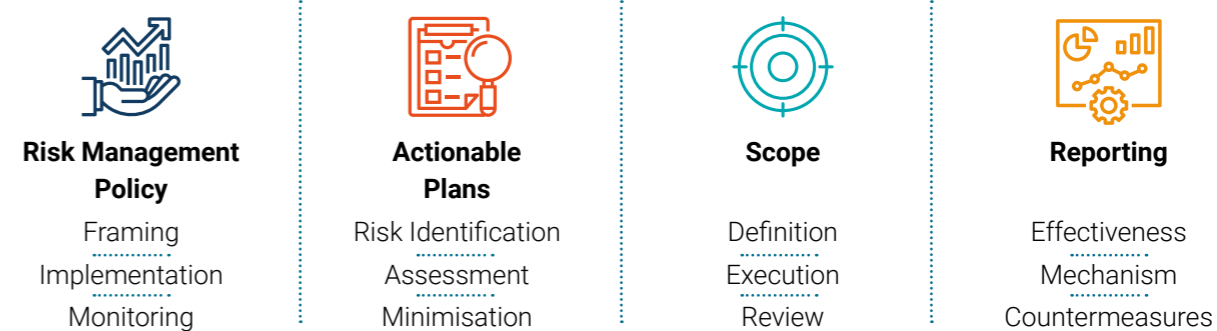 Risk Management
Policy
Framing
Implementation
Monitoring
Actionable
Plans
Risk Identification
Assessment
Minimisation
Scope
Definition
Execution
Review
Reporting
Effectiveness
Mechanism
Countermeasures